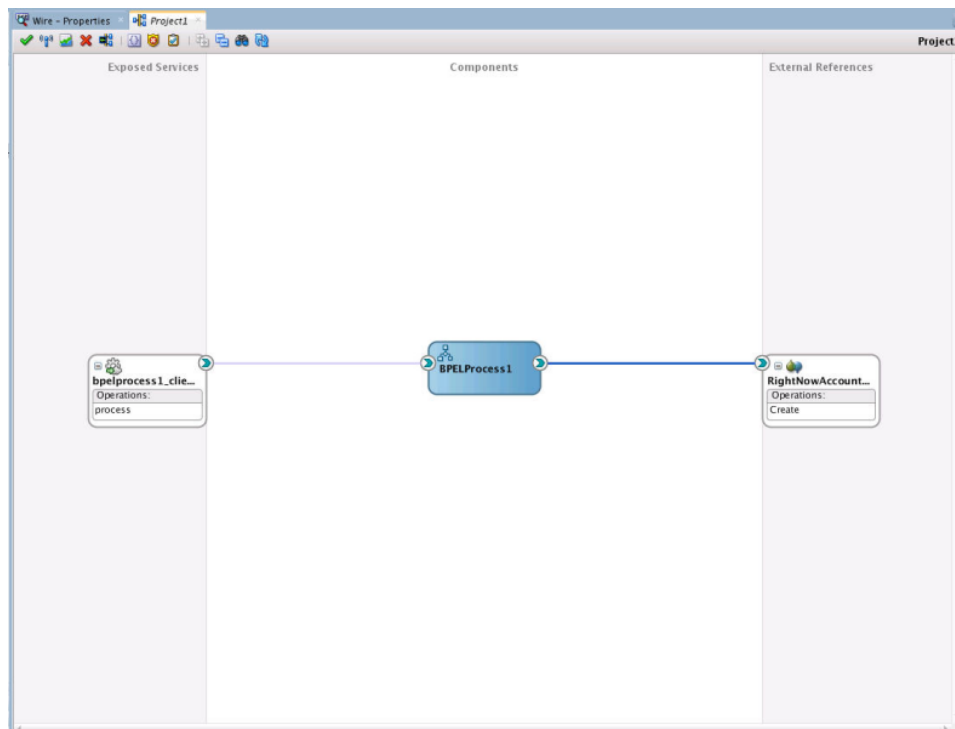 Wire - Properties
Project1
Project
Exposed Services
Components
External References
bpelprocess1_clie...
Operations:
process
BPELProcess1
RightNowAccount...
Operations:
Create